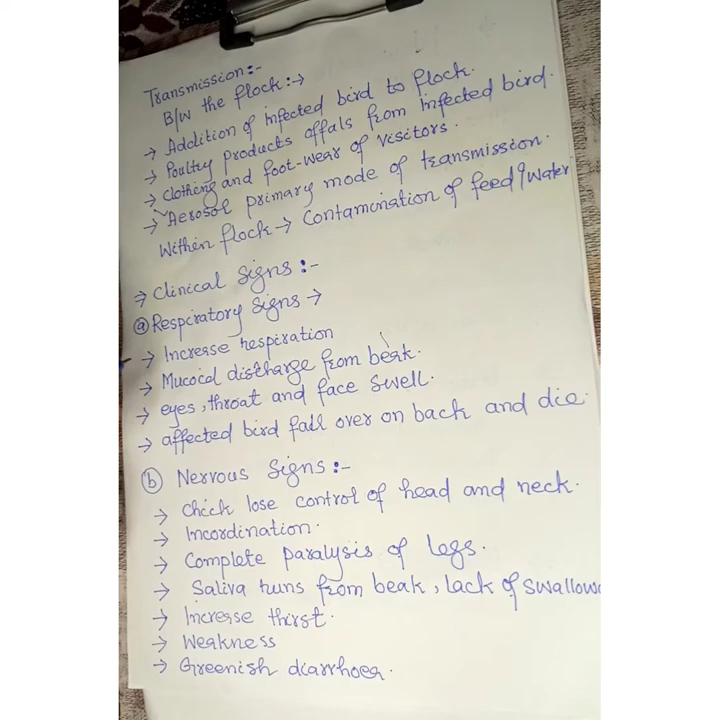 Transmission:-
B/w the flock:→
→ Addition of infected bird to flock.
→ Poultry products offals from infected bird.
→ Clothing and foot-wear of visitors.
→ Aerosol primary mode of transmission.
Within flock → Contamination of feed & water
→ Clinical signs:-
ⓐ Respiratory signs →
→ Increase respiration
→ Mucocd discharge from beak.
→ eyes, throat and face swell.
→ affected bird fall over on back and die.
ⓑ Nervous signs:-
→ Chick lose control of head and neck.
→ Incordination.
→ Complete paralysis of legs.
→ Saliva runs from beak, lack of swallow
→ Increase thirst.
→ Weakness
→ Greenish diarrhoea.